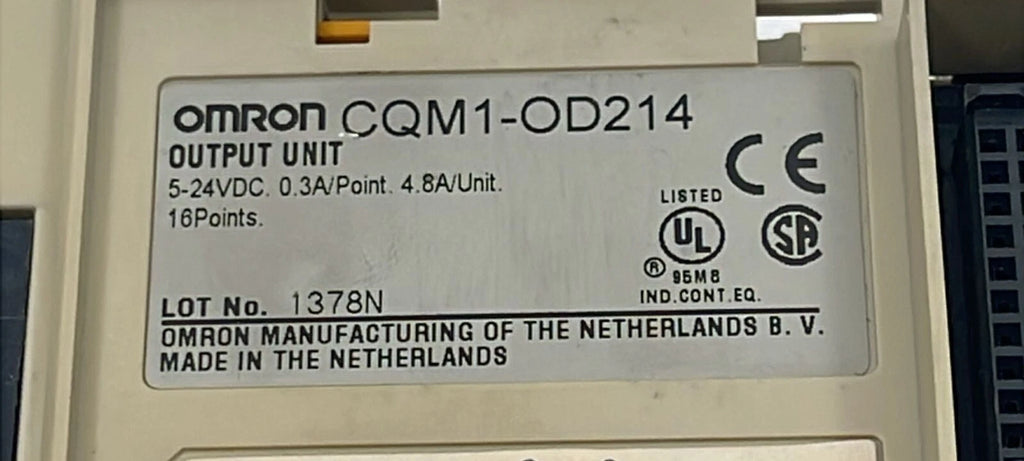 OMRON CQM1-OD214
OUTPUT UNIT
5-24VDC. 0.3A/Point. 4.8A/Unit.
16Points.
CE
LISTED
UL
SA
®
95M8
IND.CONT.EQ.
LOT No. 1378N
OMRON MANUFACTURING OF THE NETHERLANDS B. V.
MADE IN THE NETHERLANDS